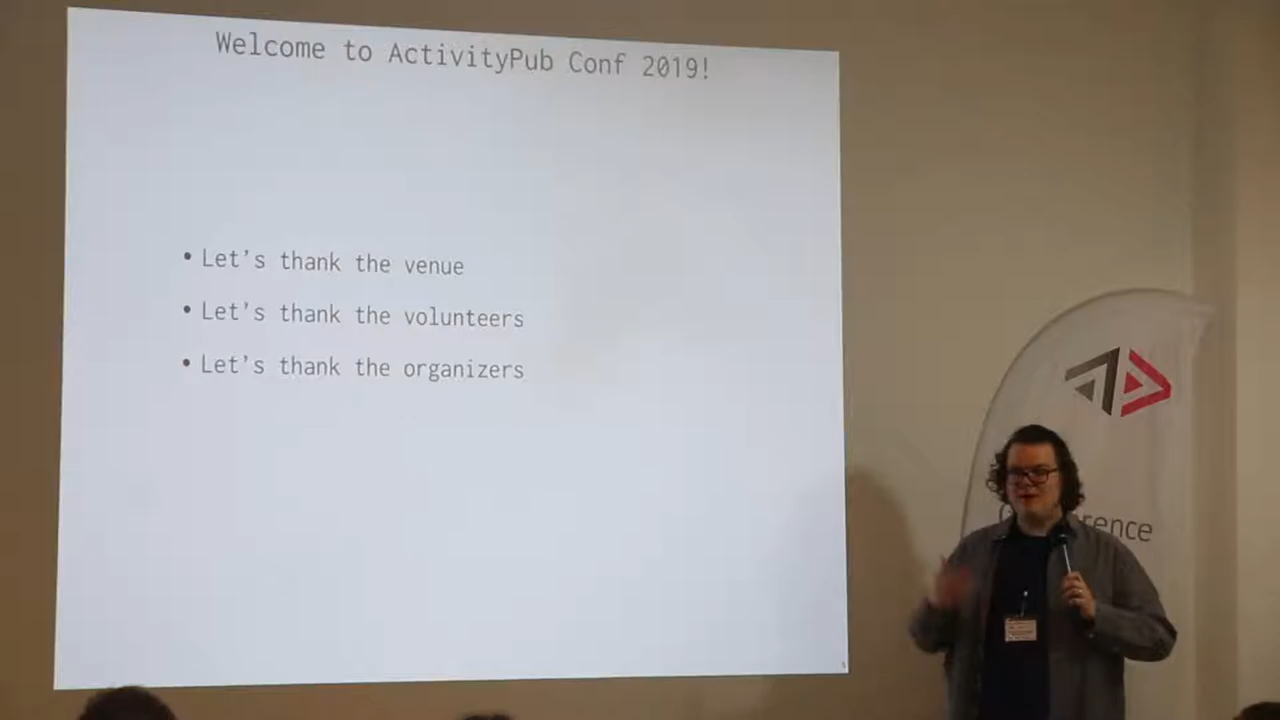 Welcome to ActivityPub Conf 2019!
• Let’s thank the venue
• Let’s thank the volunteers
• Let’s thank the organizers